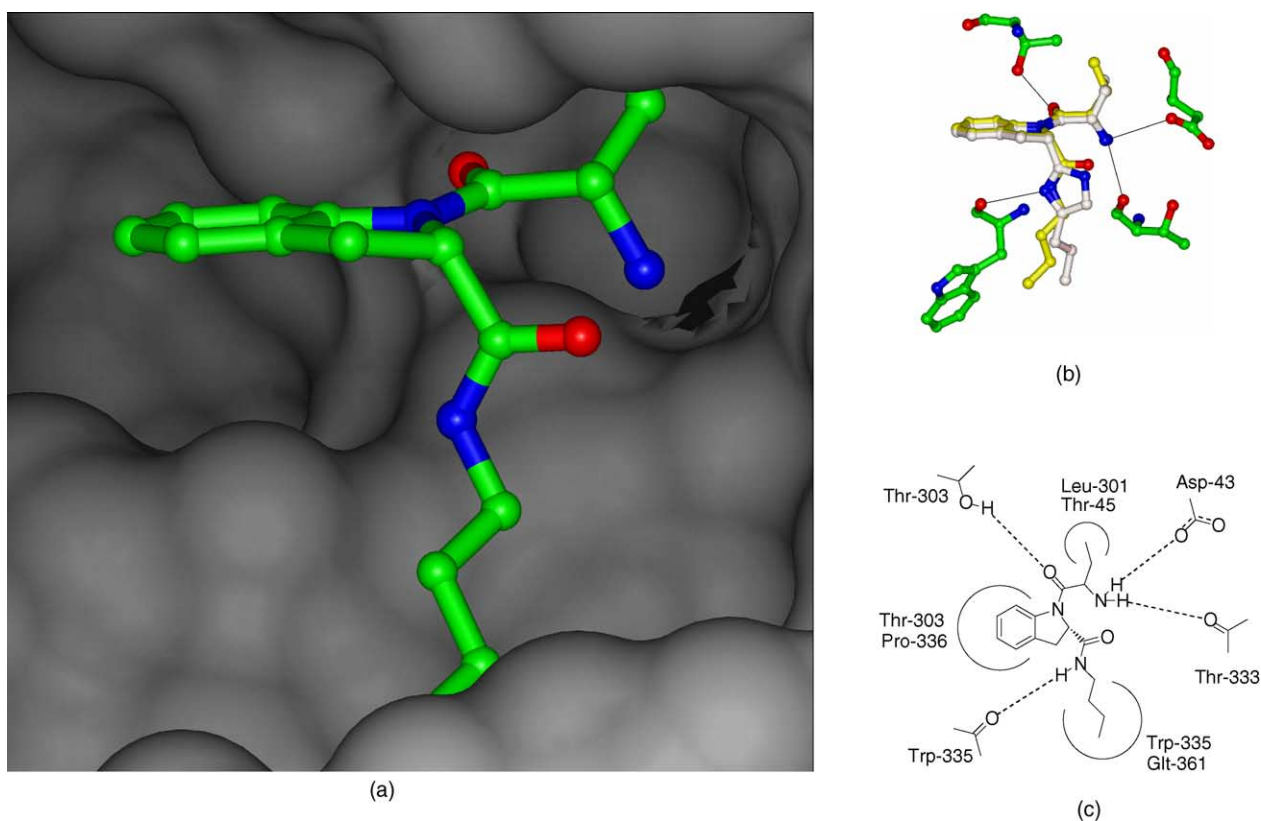 (a)
(b)
Thr-303
O-H
Leu-301
Thr-45
Asp-43
O
O
O
H
N-H
N
Thr-303
Pro-336
O
O
H
N
Thr-333
Trp-335
O
Trp-335
Glt-361
(c)